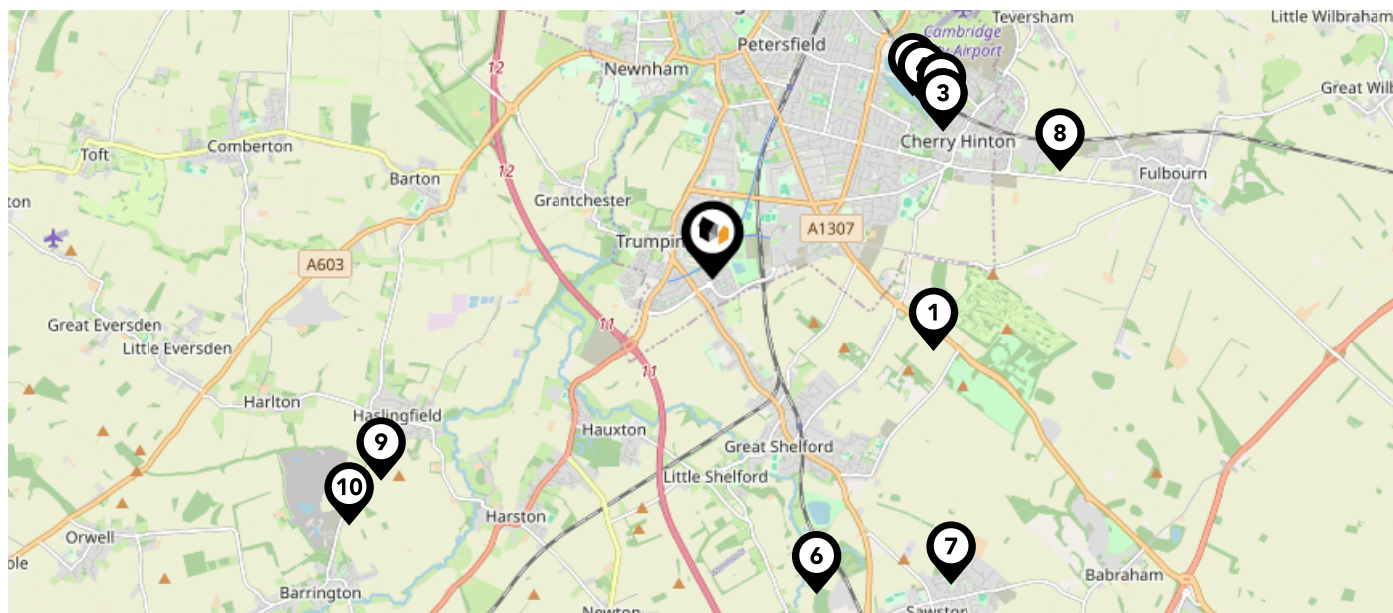 Teversham
Little Wilbraham
Petersfield
Cambridge
City Airport
Newnham
12
Great Wilb
3
Cherry Hinton
8
Toft
Comberton
Barton
12
Fulbourn
ton
Grantchester
A1307
Trumpin
A603
1
Great Eversden
11
Little Eversden
11
Harlton
Haslingfield
Hauxton
9
Great Shelford
Little Shelford
10
Harston
Orwell
7
6
ole
Babraham
Barrington
Newton
Sawston